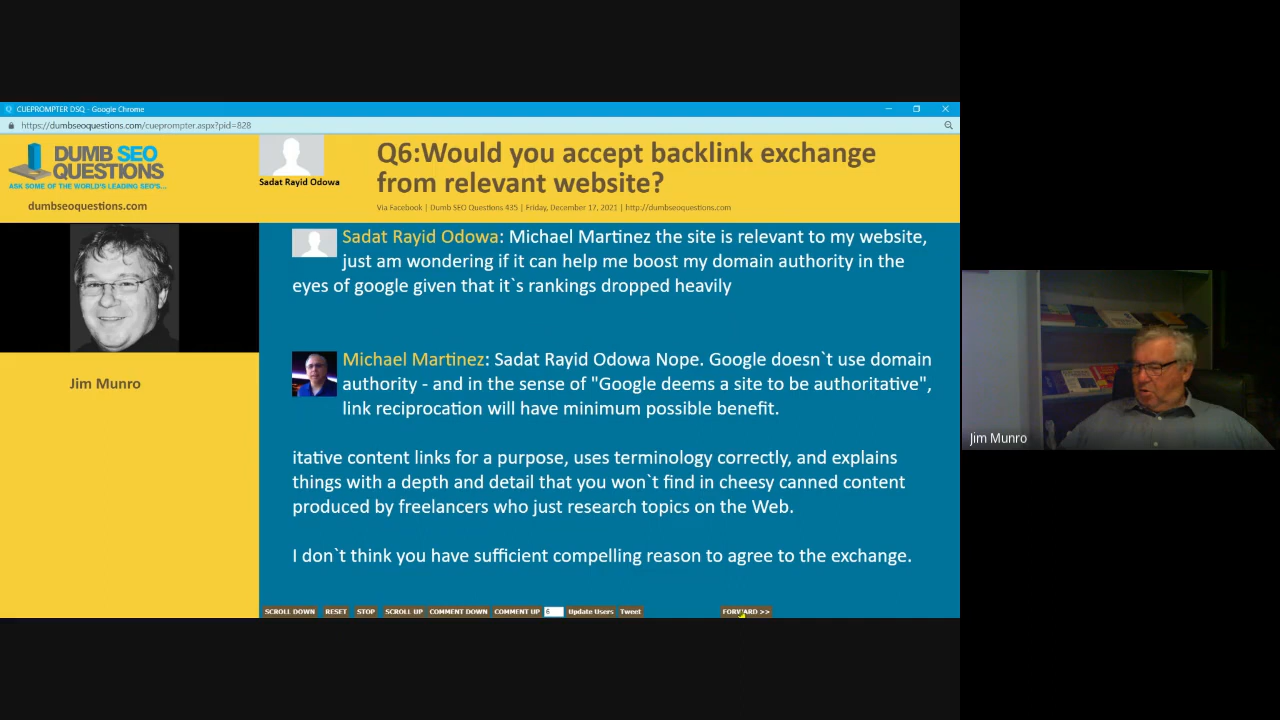 CUEPROMPTER DSQ - Google Chrome
https://dumbseoquestions.com/cueprompter.aspx?pid=828
DUMB SEO
QUESTIONS
ASK SOME OF THE WORLD'S LEADING SEO'S...
dumbseoquestions.com
Sadat Rayid Odowa
Q6:Would you accept backlink exchange
from relevant website?
Via Facebook | Dumb SEO Questions 435 | Friday, December 17, 2021 | http://dumbseoquestions.com
Jim Munro
Sadat Rayid Odowa: Michael Martinez the site is relevant to my website,
just am wondering if it can help me boost my domain authority in the
eyes of google given that it`s rankings dropped heavily
Michael Martinez: Sadat Rayid Odowa Nope. Google doesn`t use domain
authority - and in the sense of "Google deems a site to be authoritative",
link reciprocation will have minimum possible benefit.
itative content links for a purpose, uses terminology correctly, and explains
things with a depth and detail that you won`t find in cheesy canned content
produced by freelancers who just research topics on the Web.
I don`t think you have sufficient compelling reason to agree to the exchange.
SCROLL DOWN RESET STOP SCROLL UP COMMENT DOWN COMMENT UP 6 Update Users Tweet FORWARD >>
Jim Munro